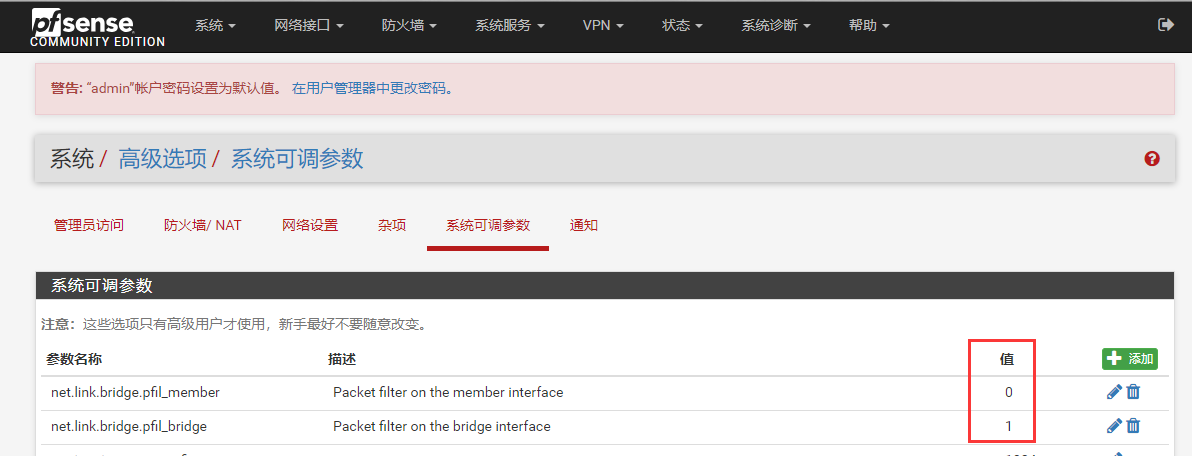 pfsense
COMMUNITY EDITION
系统 网络接口 防火墙 系统服务 VPN 状态 系统诊断 帮助
警告: “admin”帐户密码设置为默认值。 在用户管理器中更改密码。
系统 / 高级选项 / 系统可调参数
管理员访问 防火墙/ NAT 网络设置 杂项 系统可调参数 通知
系统可调参数
注意：这些选项只有高级用户才使用，新手最好不要随意改变。
参数名称 描述 值 添加
net.link.bridge.pfil_member Packet filter on the member interface 0
net.link.bridge.pfil_bridge Packet filter on the bridge interface 1